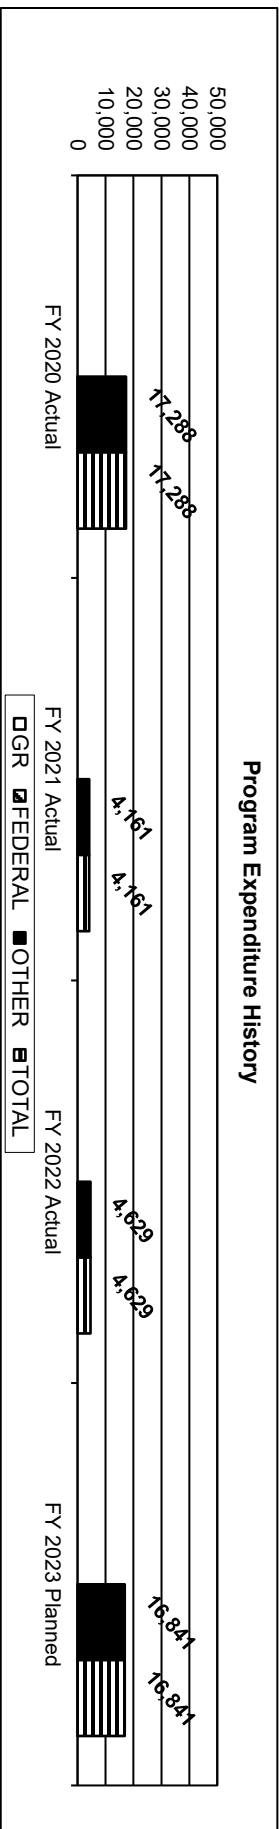 Program Expenditure History
50,000
40,000
30,000
20,000
10,000
0
17,288
17,288
4,161
4,161
4,629
4,629
16,841
16,841
FY 2020 Actual
FY 2021 Actual
FY 2022 Actual
FY 2023 Planned
GR FEDERAL OTHER TOTAL